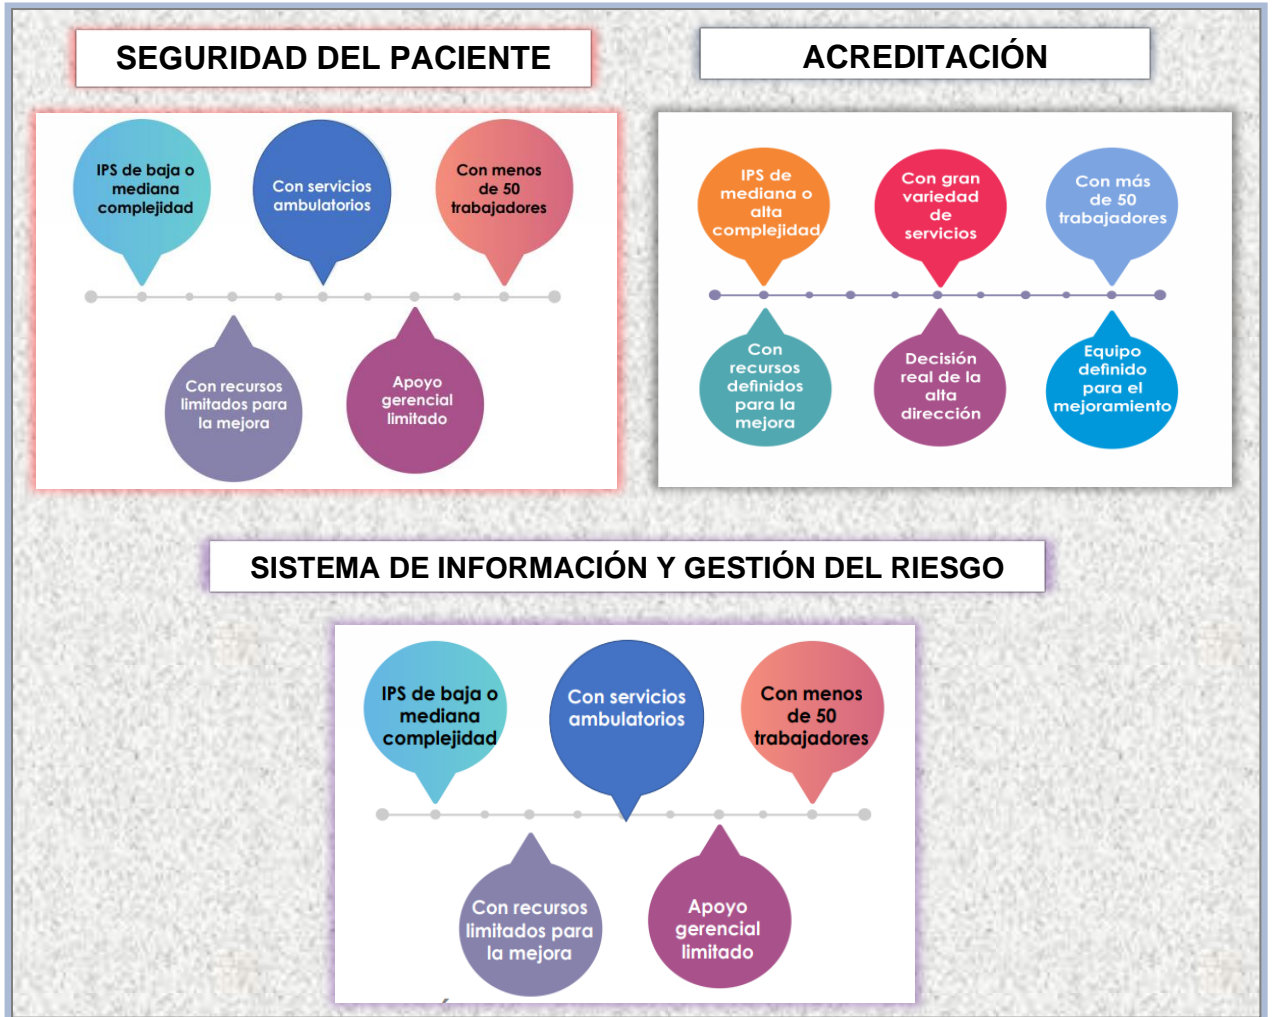 SEGURIDAD DEL PACIENTE
IPS de baja o
mediana
complejidad
Con servicios
ambulatorios
Con menos
de 50
trabajadores
Con recursos
limitados para
la mejora
Apoyo
gerencial
limitado
ACREDITACIÓN
IPS de
mediana o
alta
complejidad
Con gran
variedad
de
servicios
Con más
de 50
trabajadores
Con
recursos
definidos
para la
mejora
Decisión
real de la
alta
dirección
Equipo
definido
para el
mejoramiento
SISTEMA DE INFORMACIÓN Y GESTIÓN DEL RIESGO
IPS de baja o
mediana
complejidad
Con servicios
ambulatorios
Con menos
de 50
trabajadores
Con recursos
limitados para
la mejora
Apoyo
gerencial
limitado